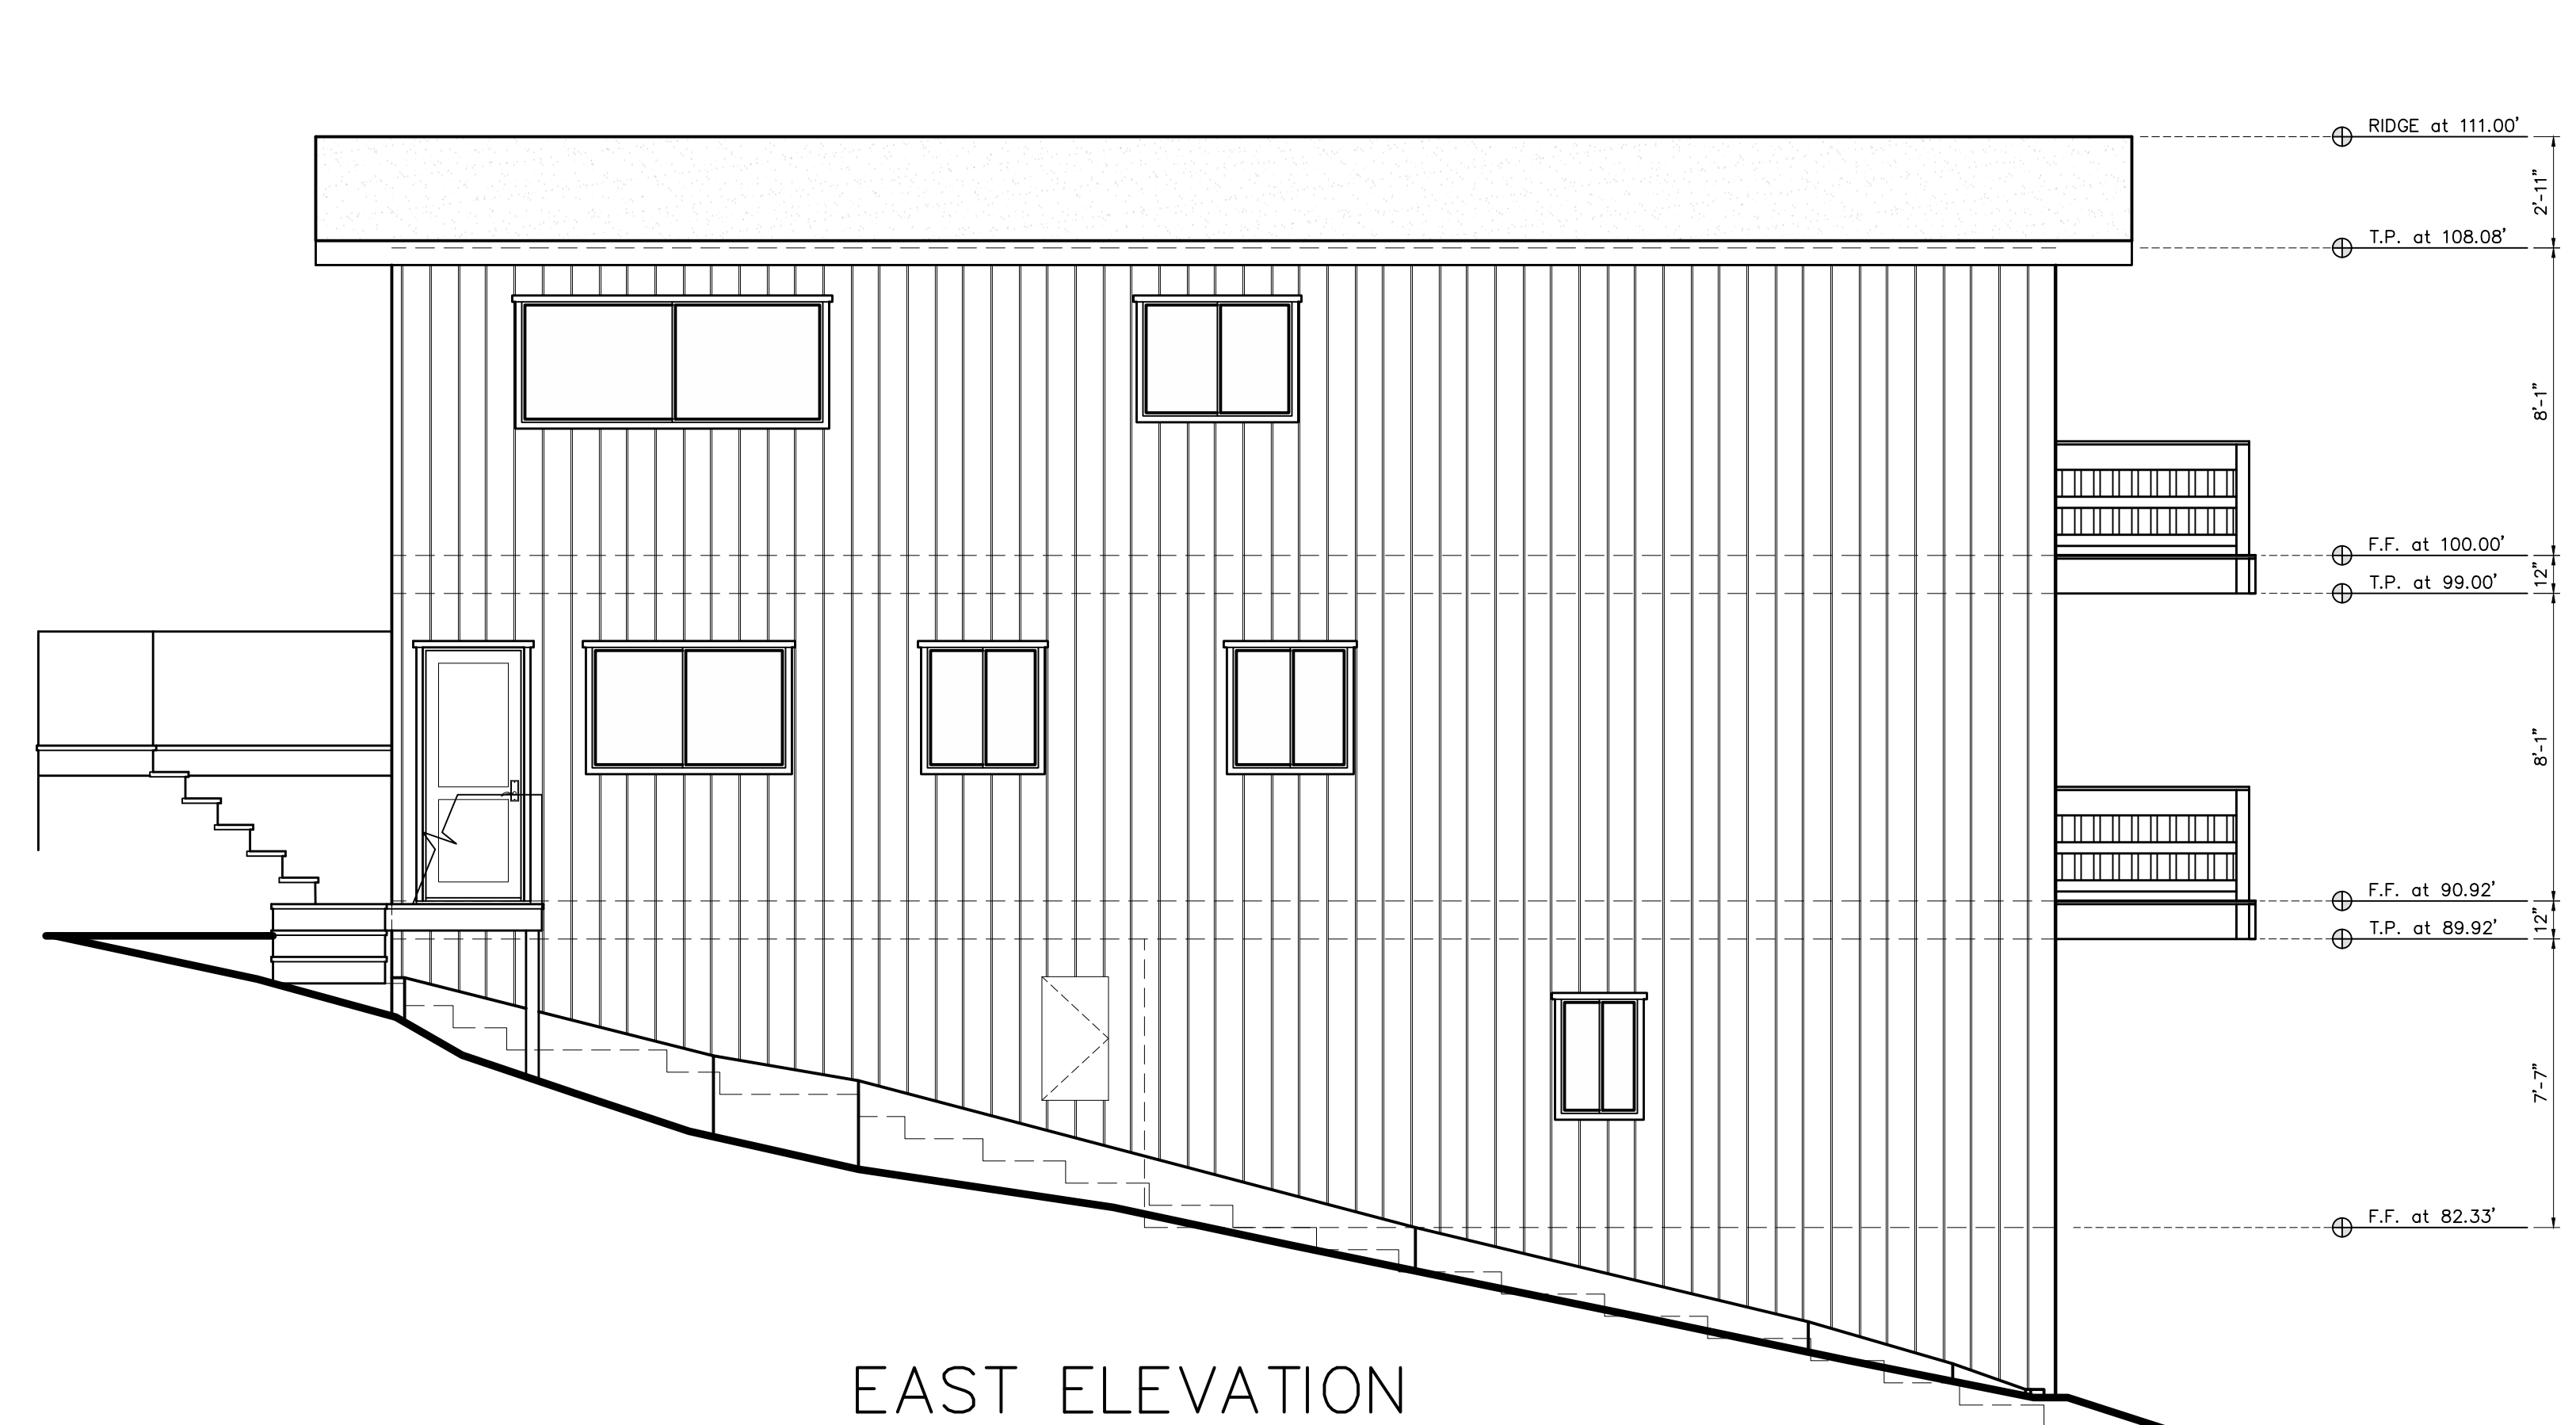 RIDGE at 111.00'
2'-11"
T.P. at 108.08'
8'-1"
F.F. at 100.00'
12"
T.P. at 99.00'
8'-1"
F.F. at 90.92'
12"
T.P. at 89.92'
7'-7"
F.F. at 82.33'
EAST ELEVATION